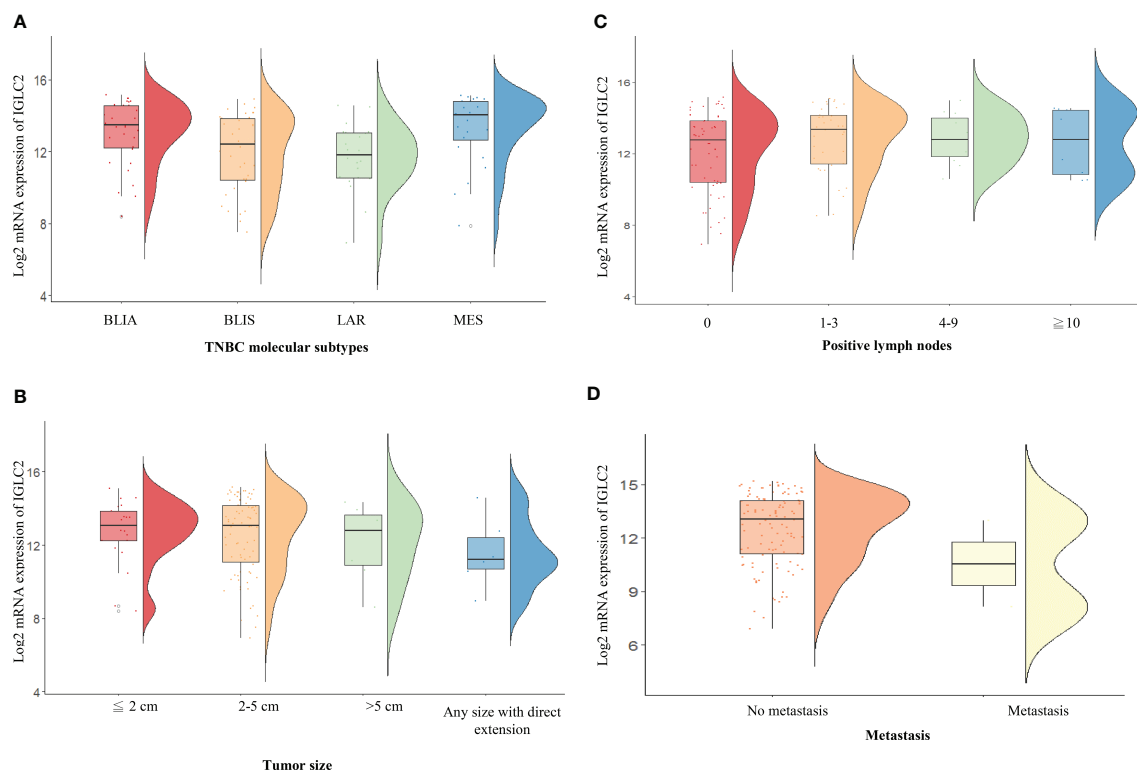 A
Log2 mRNA expression of IGLC2
16
12
8
4
BLIA BLIS LAR MES
TNBC molecular subtypes
C
Log2 mRNA expression of IGLC2
16
12
8
4
0 1-3 4-9 ≧10
Positive lymph nodes
B
Log2 mRNA expression of IGLC2
16
12
8
4
≦ 2 cm 2-5 cm >5 cm Any size with direct
extension
Tumor size
D
Log2 mRNA expression of IGLC2
15
12
9
6
No metastasis Metastasis
Metastasis